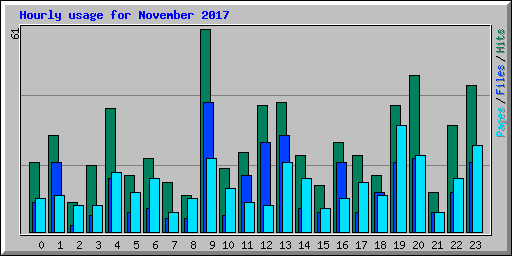 Hourly usage for November 2017
61
Pages/Files/Hits
0 1 2 3 4 5 6 7 8 9 10 11 12 13 14 15 16 17 18 19 20 21 22 23